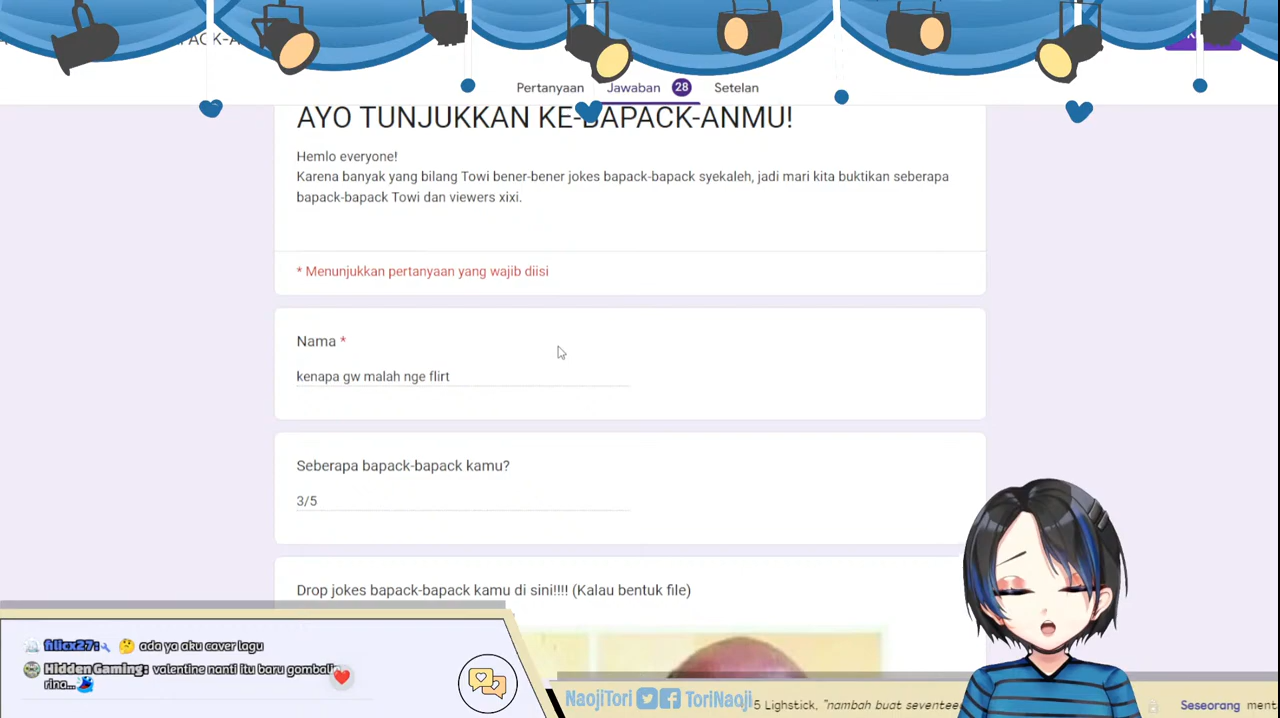 Pertanyaan Jawaban 28 Setelan
AYO TUNJUKKAN KE-BAPACK-ANMU!
Hemlo everyone!
Karena banyak yang bilang Towi bener-bener jokes bapack-bapack syekaleh, jadi mari kita buktikan seberapa
bapack-bapack Towi dan viewers xixi.
* Menunjukkan pertanyaan yang wajib diisi
Nama *
kenapa gw malah nge flirt
Seberapa bapack-bapack kamu?
3/5
Drop jokes bapack-bapack kamu di sini!!!! (Kalau bentuk file)
filicx27: 🤔 ada ya aku cover lagu
Hidden Gaming: valentine nanti itu baru gombalin
rina...
NaojiTori ToriNaoji 5 Lighstick, "nambah buat seventee Seseorang ment